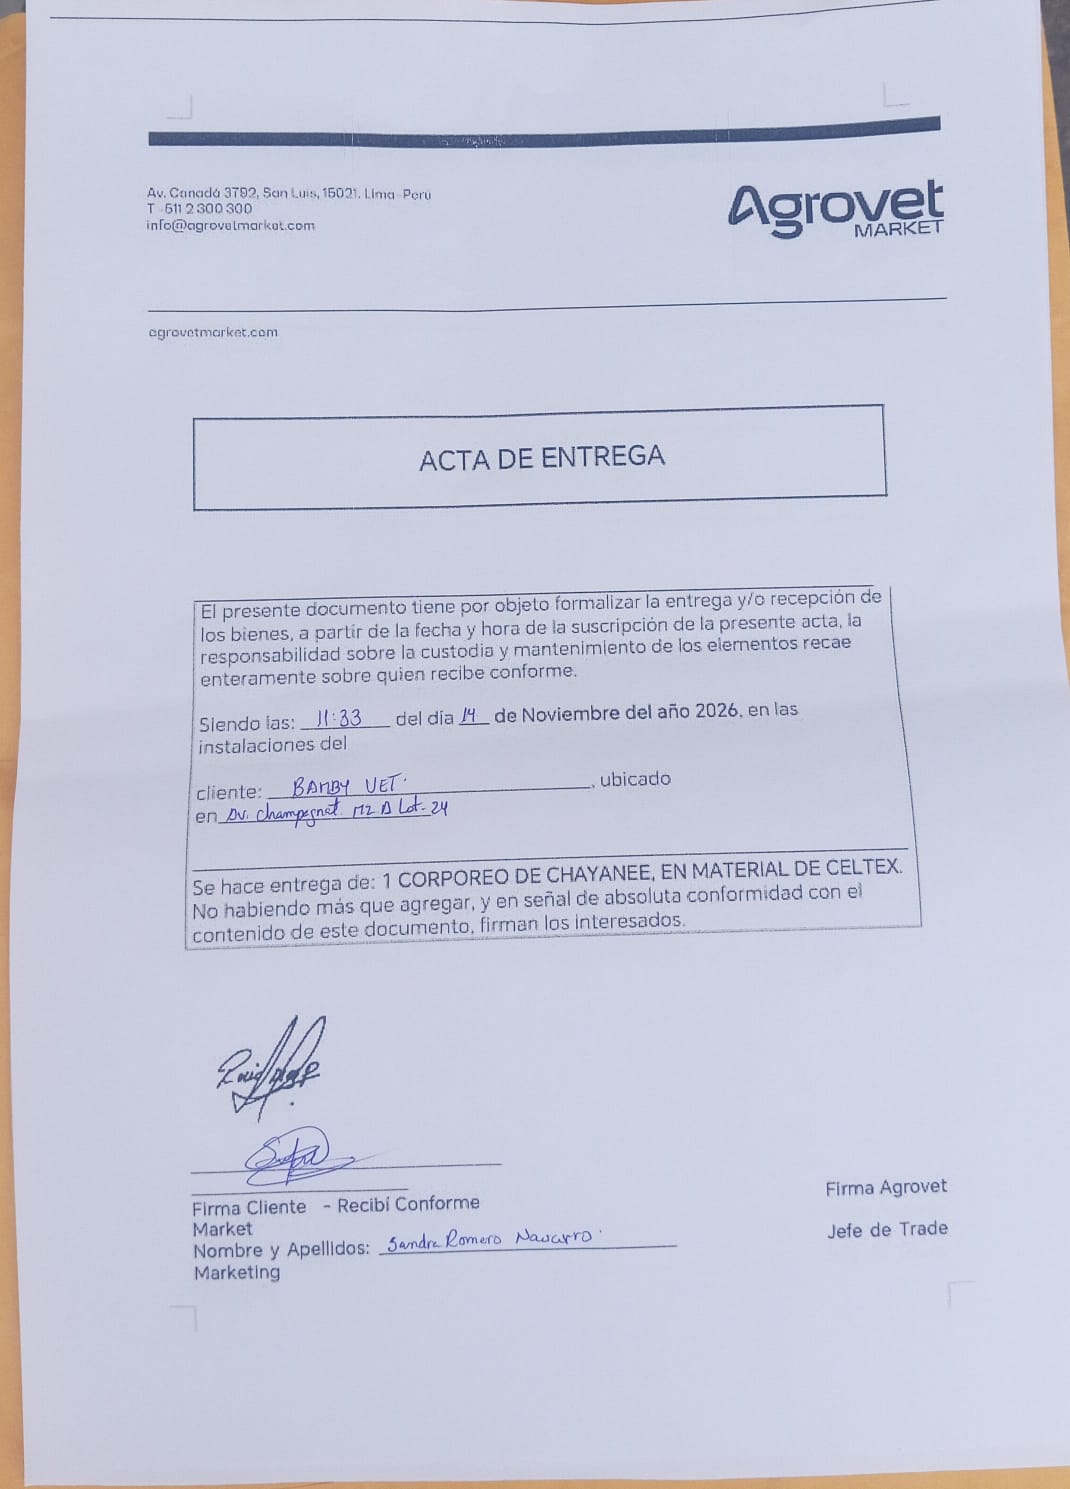 Av. Canadá 3792, San Luis, 15021, Lima-Perú
T -511 2 300 300
info@agrovetmarket.com
Agrovet
MARKET
agrovetmarket.com
ACTA DE ENTREGA
El presente documento tiene por objeto formalizar la entrega y/o recepción de
los bienes, a partir de la fecha y hora de la suscripción de la presente acta, la
responsabilidad sobre la custodia y mantenimiento de los elementos recae
enteramente sobre quien recibe conforme.
Siendo las: 11:33 del día 14 de Noviembre del año 2026, en las
instalaciones del
cliente: BAMBY VET. , ubicado
en Av. Champagnat. Mz A Lot. 24
Se hace entrega de: 1 CORPOREO DE CHAYANEE, EN MATERIAL DE CELTEX.
No habiendo más que agregar, y en señal de absoluta conformidad con el
contenido de este documento, firman los interesados.
Firma Cliente - Recibí Conforme Firma Agrovet
Market
Nombre y Apellidos: Sandra Romero Navarro. Jefe de Trade
Marketing